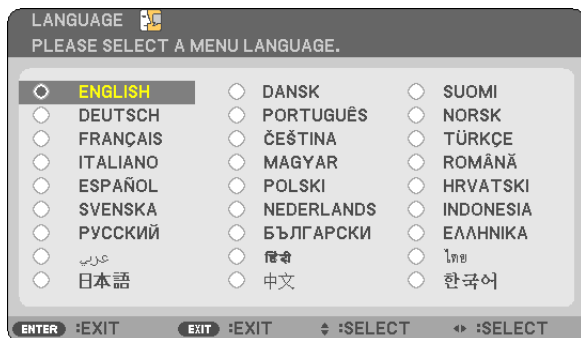 LANGUAGE
PLEASE SELECT A MENU LANGUAGE.
ENGLISH DANSK SUOMI
DEUTSCH PORTUGUÊS NORSK
FRANÇAIS ČEŠTINA TÜRKÇE
ITALIANO MAGYAR ROMÂNĂ
ESPAÑOL POLSKI HRVATSKI
SVENSKA NEDERLANDS INDONESIA
РУССКИЙ БЪЛГАРСКИ ΕΛΛΗΝΙΚΑ
عربي हिंदी ไทย
日本語 中文 한국어
ENTER :EXIT EXIT :EXIT :SELECT :SELECT